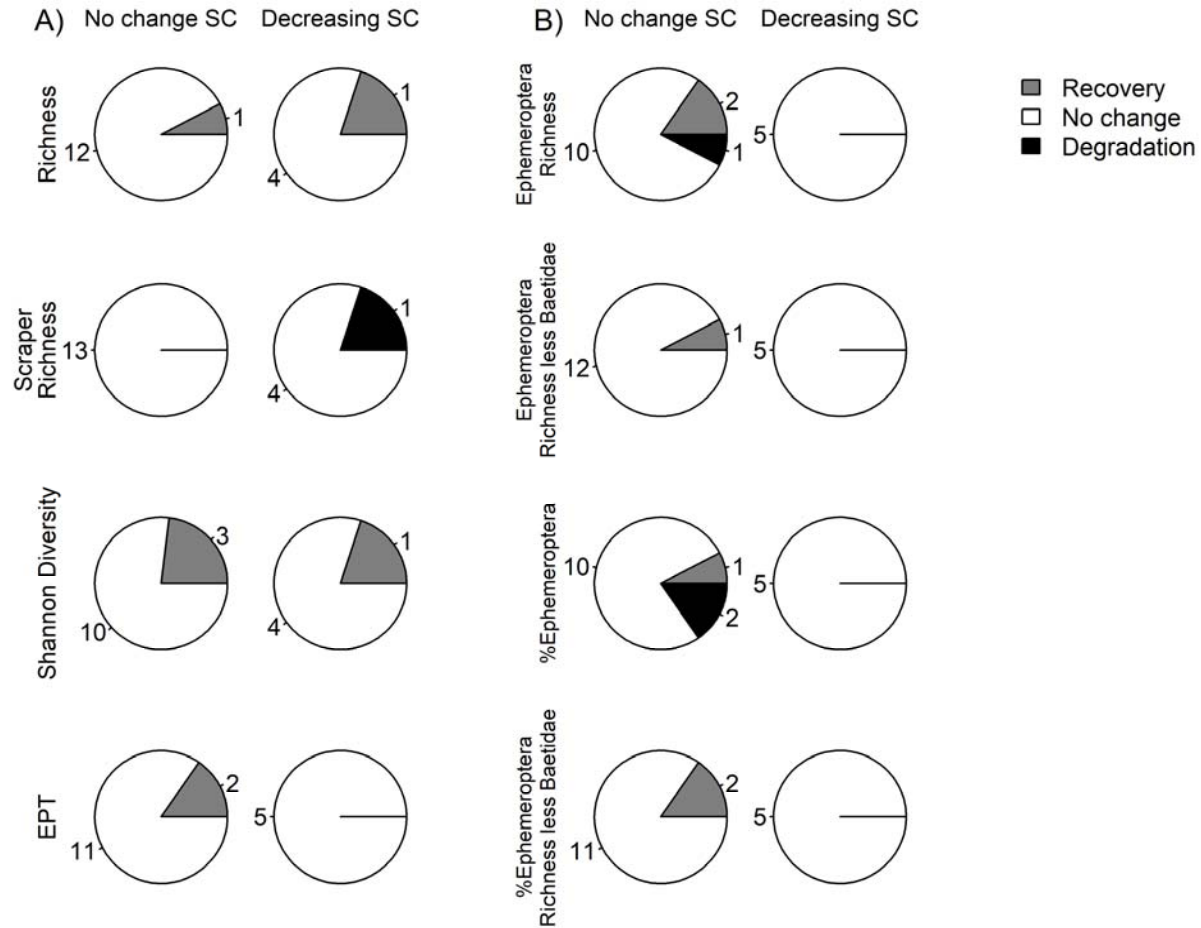 A) No change SC Decreasing SC
B) No change SC Decreasing SC
Recovery
No change
Degradation
Richness
12
1
4
1
Scraper
Richness
13
4
1
Shannon Diversity
10
3
4
1
EPT
11
2
5
Ephemeroptera
Richness
10
2
1
5
Ephemeroptera
Richness less Baetidae
12
1
5
%Ephemeroptera
10
1
2
5
%Ephemeroptera
Richness less Baetidae
11
2
5